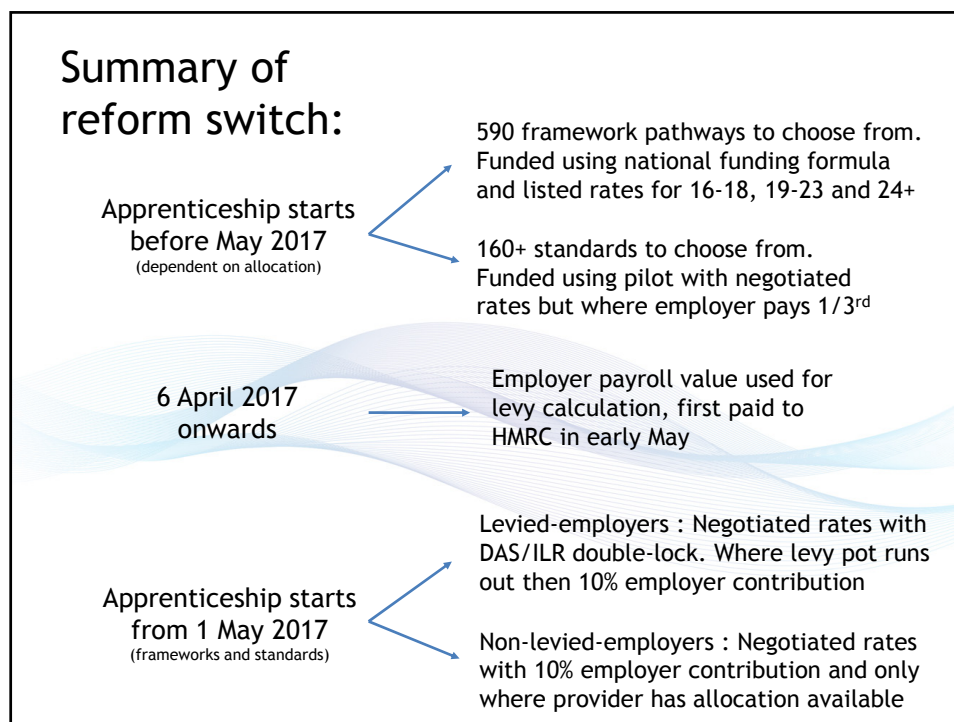 Summary of
reform switch:
Apprenticeship starts
before May 2017
(dependent on allocation)
590 framework pathways to choose from.
Funded using national funding formula
and listed rates for 16-18, 19-23 and 24+
160+ standards to choose from.
Funded using pilot with negotiated
rates but where employer pays 1/3rd
6 April 2017
onwards
Employer payroll value used for
levy calculation, first paid to
HMRC in early May
Apprenticeship starts
from 1 May 2017
(frameworks and standards)
Levied-employers : Negotiated rates with
DAS/ILR double-lock. Where levy pot runs
out then 10% employer contribution
Non-levied-employers : Negotiated rates
with 10% employer contribution and only
where provider has allocation available